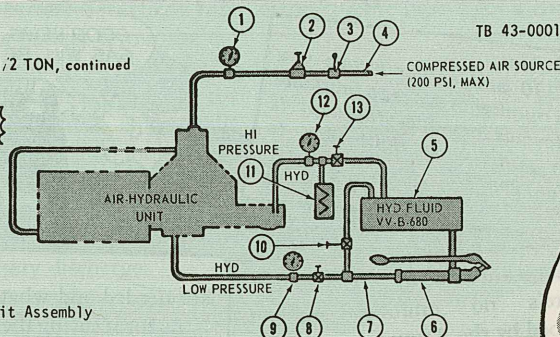 1
2
3
4
TB 43-0001
/2 TON, continued
COMPRESSED AIR SOURCE
(200 PSI, MAX)
12
13
HI
PRESSURE
HYD
11
5
AIR-HYDRAULIC
UNIT
HYD FLUID
VV-B-680
10
HYD
LOW PRESSURE
it Assembly
9
8
7
6